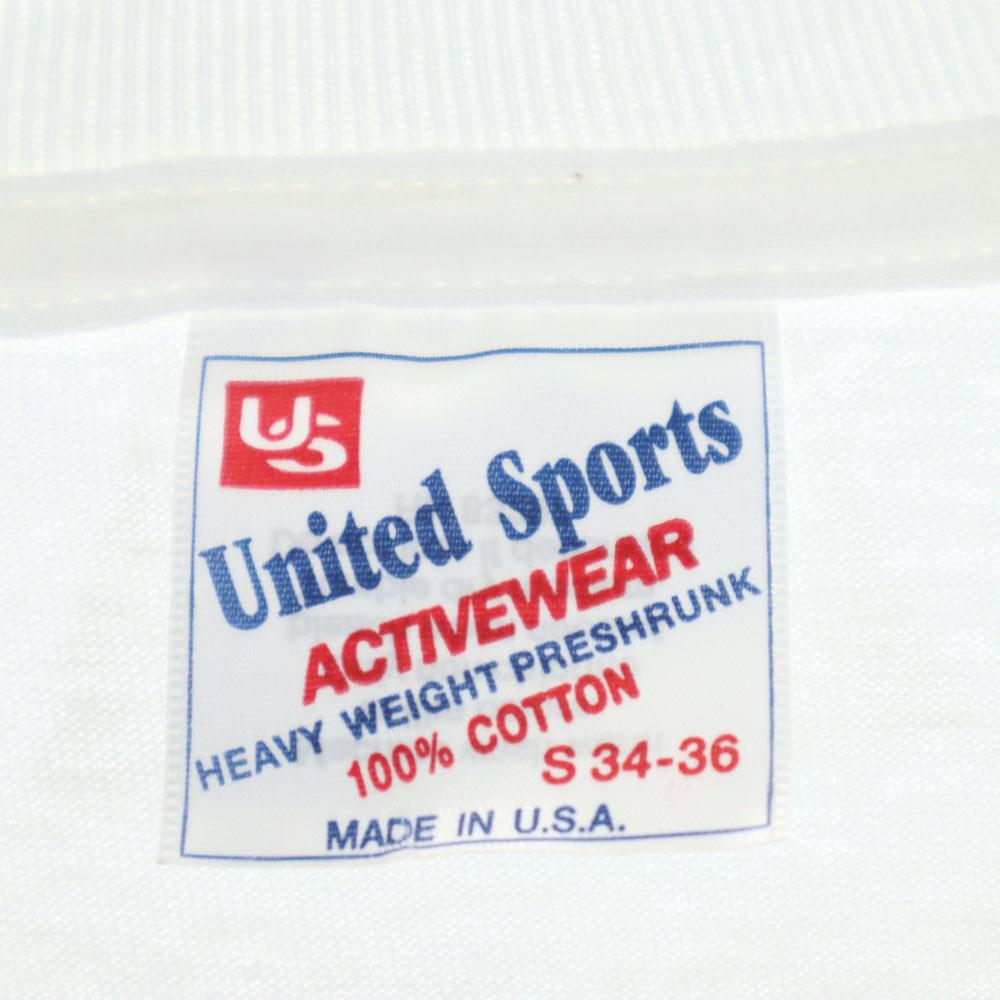 US
United Sports
ACTIVEWEAR
HEAVY WEIGHT PRESHRUNK
100% COTTON
S 34-36
MADE IN U.S.A.